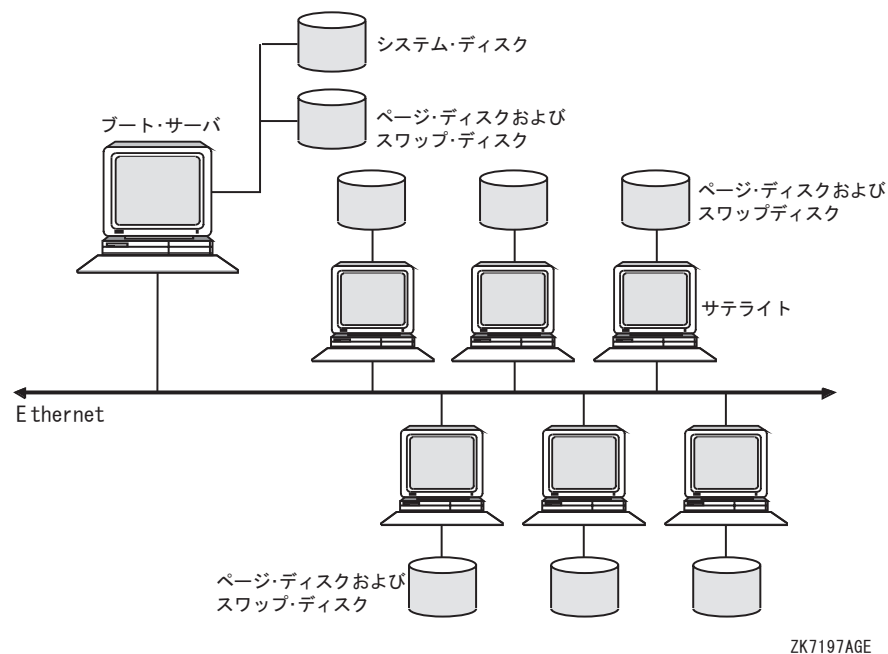 システム・ディスク
ページ・ディスクおよび
スワップ・ディスク
ブート・サーバ
ページ・ディスクおよび
スワップディスク
サテライト
Ethernet
ページ・ディスクおよび
スワップ・ディスク
ZK7197AGE